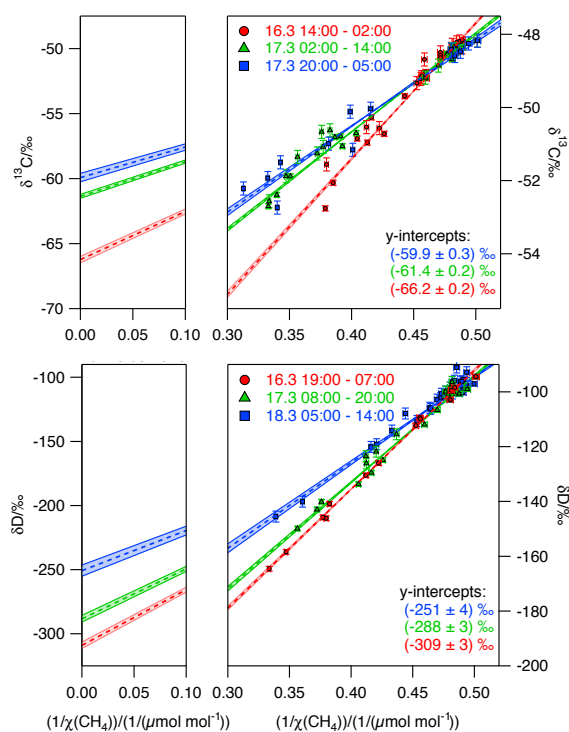 -50
-55
-60
-65
-70
δ¹³C/‰
0.00 0.05 0.10
16.3 14:00 - 02:00
17.3 02:00 - 14:00
17.3 20:00 - 05:00
y-intercepts:
(-59.9 ± 0.3) ‰
(-61.4 ± 0.2) ‰
(-66.2 ± 0.2) ‰
0.30 0.35 0.40 0.45 0.50
-48
-50
-52
-54
δ¹³C/‰
-100
-150
-200
-250
-300
δD/‰
0.00 0.05 0.10
(1/χ(CH₄))/(1/(μmol mol⁻¹))
16.3 19:00 - 07:00
17.3 08:00 - 20:00
18.3 05:00 - 14:00
y-intercepts:
(-251 ± 4) ‰
(-288 ± 3) ‰
(-309 ± 3) ‰
0.30 0.35 0.40 0.45 0.50
(1/χ(CH₄))/(1/(μmol mol⁻¹))
-100
-120
-140
-160
-180
-200
δD/‰